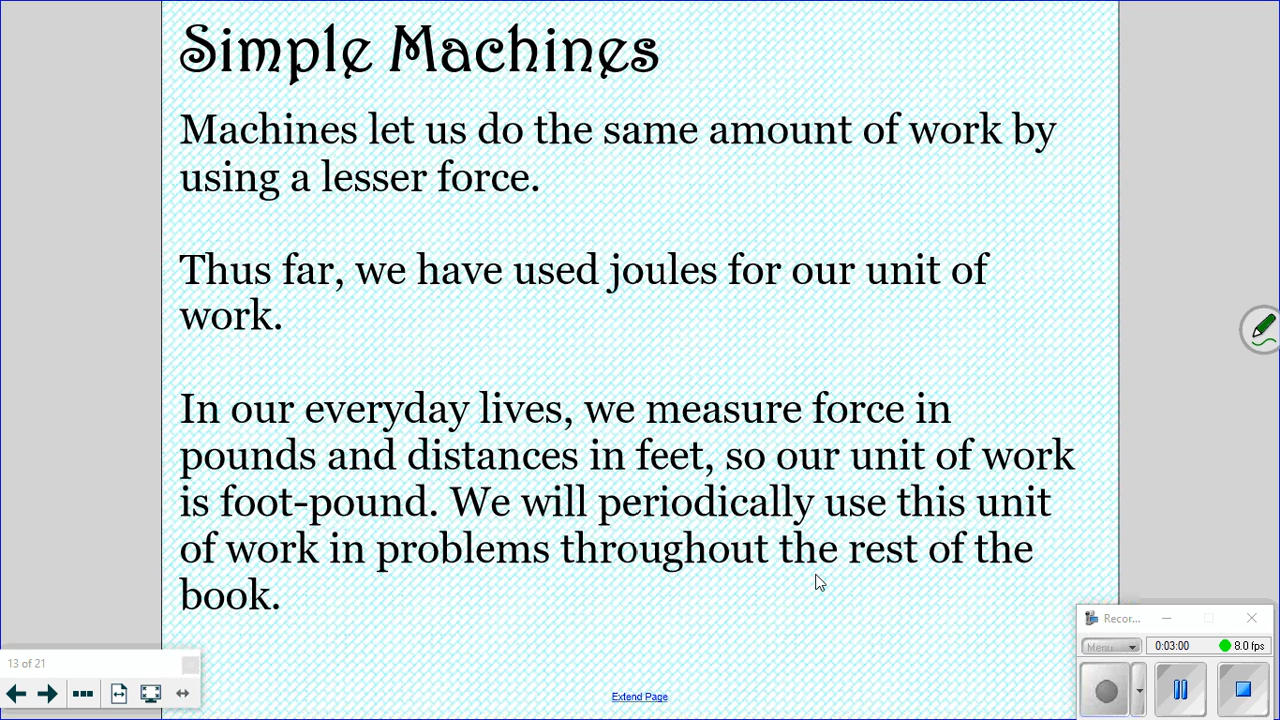 Simple Machines
Machines let us do the same amount of work by
using a lesser force.
Thus far, we have used joules for our unit of
work.
In our everyday lives, we measure force in
pounds and distances in feet, so our unit of work
is foot-pound. We will periodically use this unit
of work in problems throughout the rest of the
book.
Extend Page
13 of 21
Recor...
Menu
0:03:00
8.0 fps